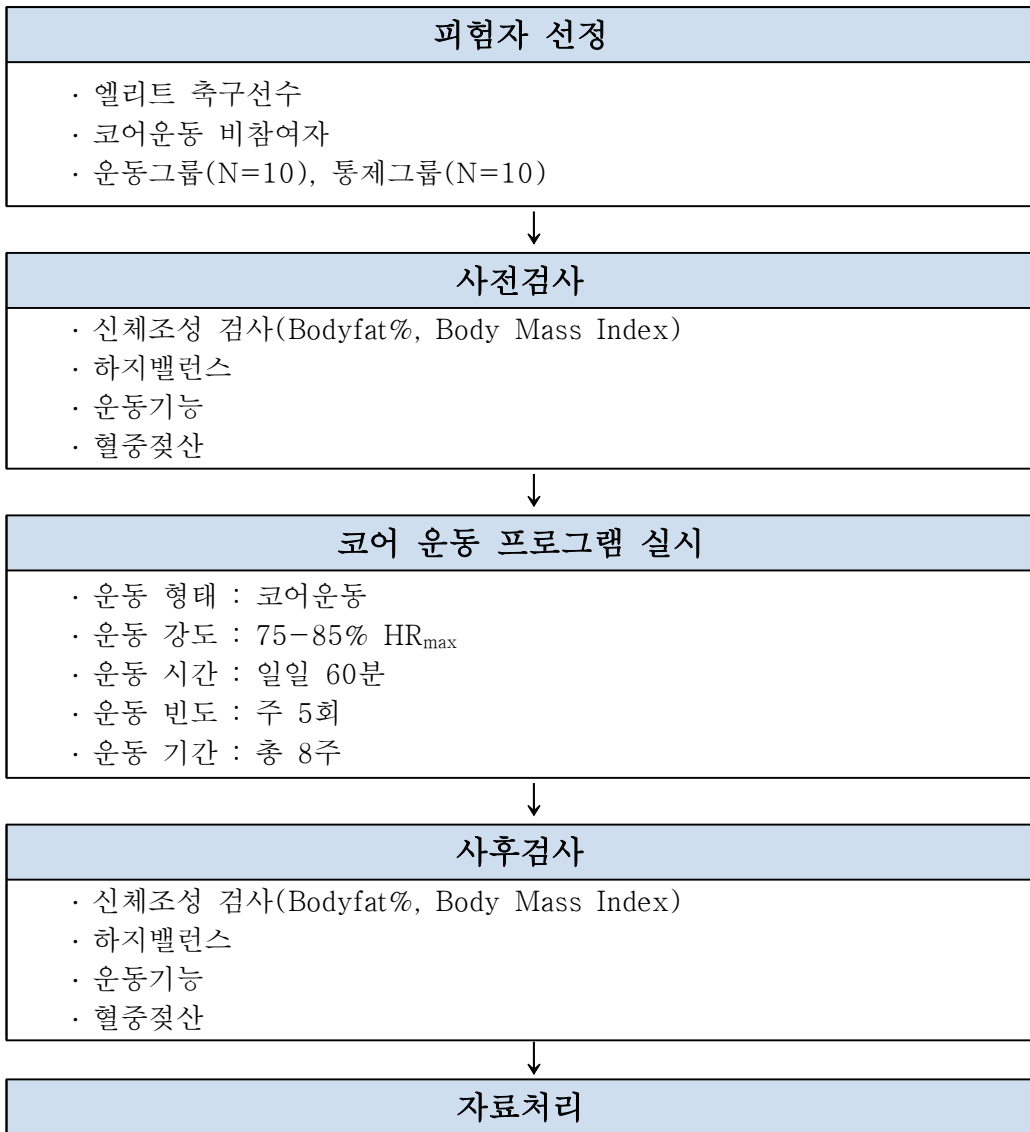 피험자 선정
· 엘리트 축구선수
· 코어운동 비참여자
· 운동그룹(N=10), 통제그룹(N=10)
↓
사전검사
· 신체조성 검사(Bodyfat%, Body Mass Index)
· 하지밸런스
· 운동기능
· 혈중젖산
↓
코어 운동 프로그램 실시
· 운동 형태 : 코어운동
· 운동 강도 : 75-85% HRmax
· 운동 시간 : 일일 60분
· 운동 빈도 : 주 5회
· 운동 기간 : 총 8주
↓
사후검사
· 신체조성 검사(Bodyfat%, Body Mass Index)
· 하지밸런스
· 운동기능
· 혈중젖산
↓
자료처리